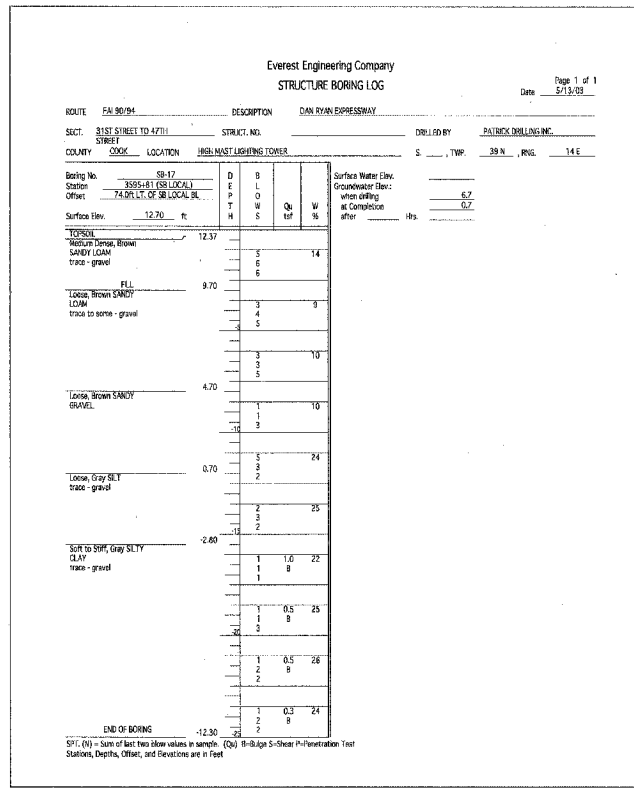 Everest Engineering Company
STRUCTURE BORING LOG
Page 1 of 1
Date 5/13/03
ROUTE FAI 90/94 DESCRIPTION DAN RYAN EXPRESSWAY
SECT. 31ST STREET TO 47TH STREET STRUCT. NO. DRILLED BY PATRICK DRILLING INC.
COUNTY COOK LOCATION HIGH MAST LIGHTING TOWER S. , TWP. 39 N , RNG. 14 E
Boring No. SB-17
Station 3595+81 (SB LOCAL)
Offset 74.0ft LT. OF SB LOCAL BL
Surface Elev. 12.70 ft
DEPTH BLOWS Qu tsf W %
Surface Water Elev.
Groundwater Elev.:
when drilling 6.7
at Completion 0.7
after Hrs.
TOPSOIL 12.37
Medium Dense, Brown
SANDY LOAM 5 14
trace - gravel 6
6
FILL 9.70
Loose, Brown SANDY
LOAM 3 9
trace to some - gravel 4
-5 5
3 10
3
5
4.70
Loose, Brown SANDY
GRAVEL 1 10
1
-10 3
5 24
0.70 3
Loose, Gray SILT 2
trace - gravel
2 25
3
-15 2
-2.80
Soft to Stiff, Gray SILTY
CLAY 1 1.0 22
trace - gravel 1 B
1
1 0.5 25
1 B
-20 3
1 0.5 26
2 B
2
1 0.3 24
2 B
END OF BORING -12.30 -25 2
SPT. (N) = Sum of last two blow values in sample. (Qu) B=Bulge S=Shear P=Penetration Test
Stations, Depths, Offset, and Elevations are in Feet